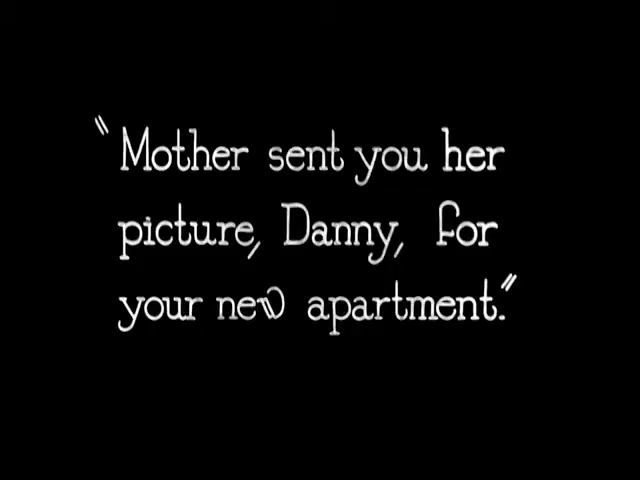 "Mother sent you her
picture, Danny, for
your new apartment."